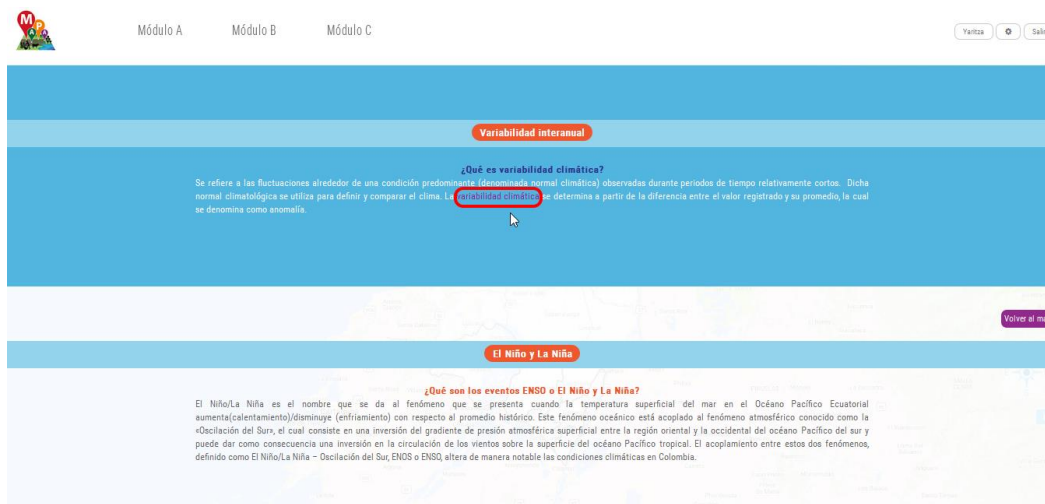 MAPA
Módulo A
Módulo B
Módulo C
Yaritza
Variabilidad interanual
¿Qué es variabilidad climática?
Se refiere a las fluctuaciones alrededor de una condición predominante (denominada normal climática) observadas durante periodos de tiempo relativamente cortos. Dicha
normal climatológica se utiliza para definir y comparar el clima. La variabilidad climática se determina a partir de la diferencia entre el valor registrado y su promedio, la cual
se denomina como anomalía.
Volver al
El Niño y La Niña
¿Qué son los eventos ENSO o El Niño y La Niña?
El Niño/La Niña es el nombre que se da al fenómeno que se presenta cuando la temperatura superficial del mar en el Océano Pacífico Ecuatorial
aumenta(calentamiento)/disminuye (enfriamiento) con respecto al promedio histórico. Este fenómeno oceánico está acoplado al fenómeno atmosférico conocido como la
«Oscilación del Sur», el cual consiste en una inversión del gradiente de presión atmosférica superficial entre la región oriental y la occidental del océano Pacífico del sur y
puede dar como consecuencia una inversión en la circulación de los vientos sobre la superficie del océano Pacífico tropical. El acoplamiento entre estos dos fenómenos,
definido como El Niño/La Niña – Oscilación del Sur, ENOS o ENSO, altera de manera notable las condiciones climáticas en Colombia.